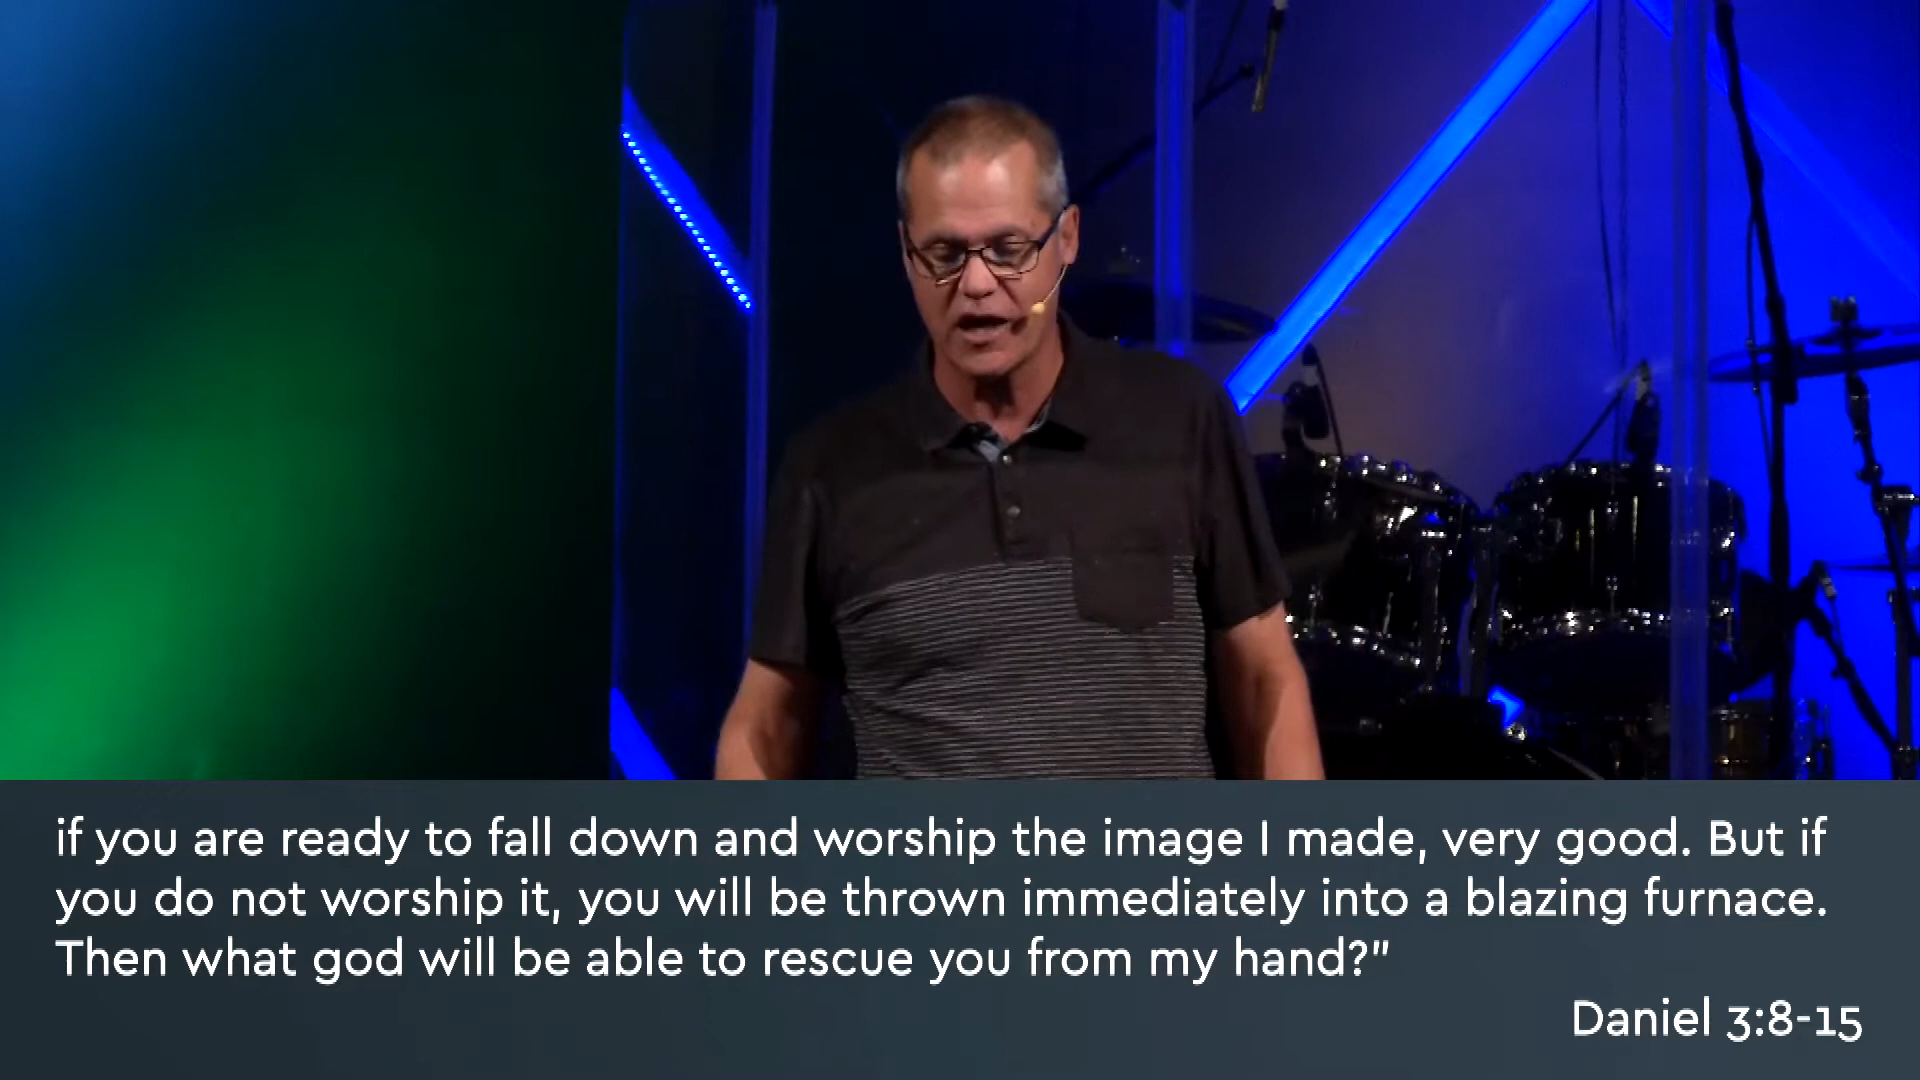 if you are ready to fall down and worship the image I made, very good. But if
you do not worship it, you will be thrown immediately into a blazing furnace.
Then what god will be able to rescue you from my hand?”
Daniel 3:8-15